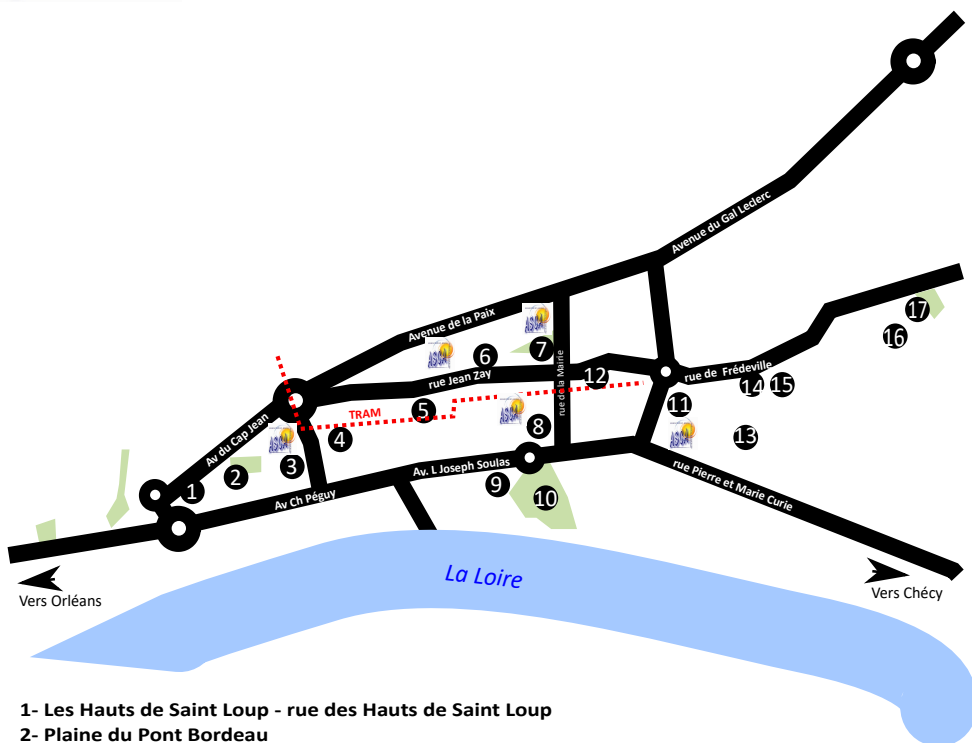 Avenue du Gal Leclerc
Avenue de la Paix
rue de la Mairie
17
16
6
7
rue Jean Zay
12
rue de Frédeville
14
15
TRAM
5
11
Av du Cap Jean
4
8
13
3
2
1
Av. L Joseph Soulas
rue Pierre et Marie Curie
9
10
Av Ch Péguy
La Loire
Vers Orléans
Vers Chécy
1- Les Hauts de Saint Loup - rue des Hauts de Saint Loup
2- Plaine du Pont Bordeau